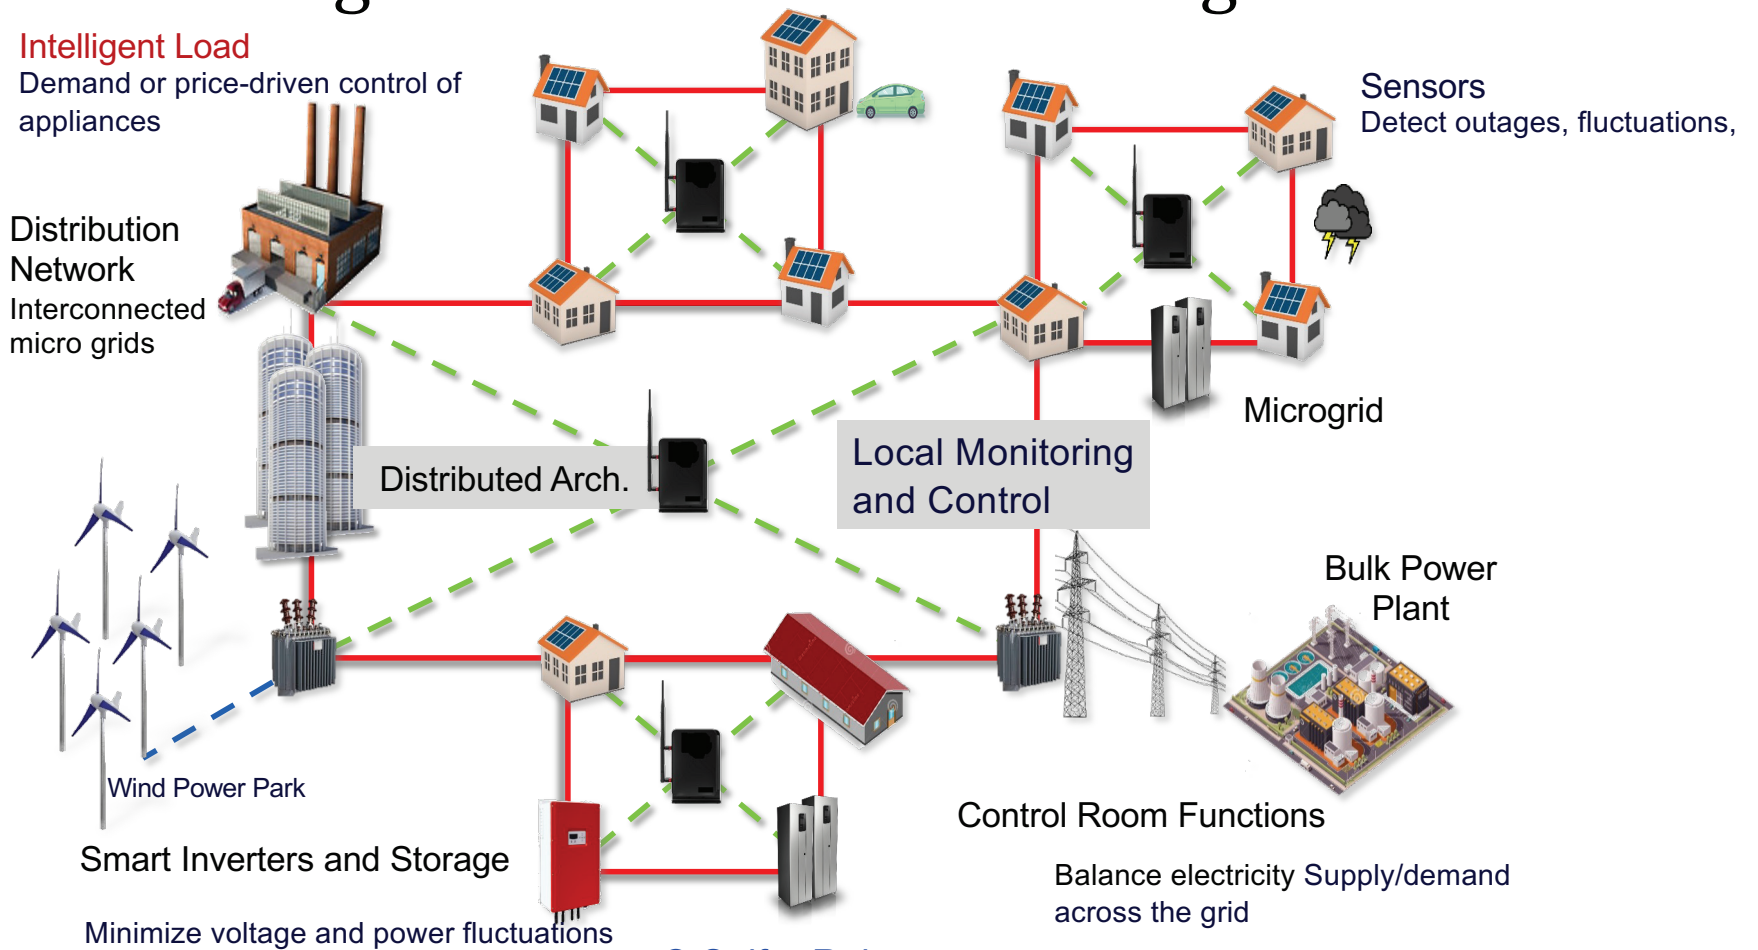 Intelligent Load
Demand or price-driven control of
appliances
Sensors
Detect outages, fluctuations,
Distribution
Network
Interconnected
micro grids
Microgrid
Local Monitoring
and Control
Distributed Arch.
Bulk Power
Plant
Wind Power Park
Control Room Functions
Smart Inverters and Storage
Balance electricity Supply/demand
across the grid
Minimize voltage and power fluctuations